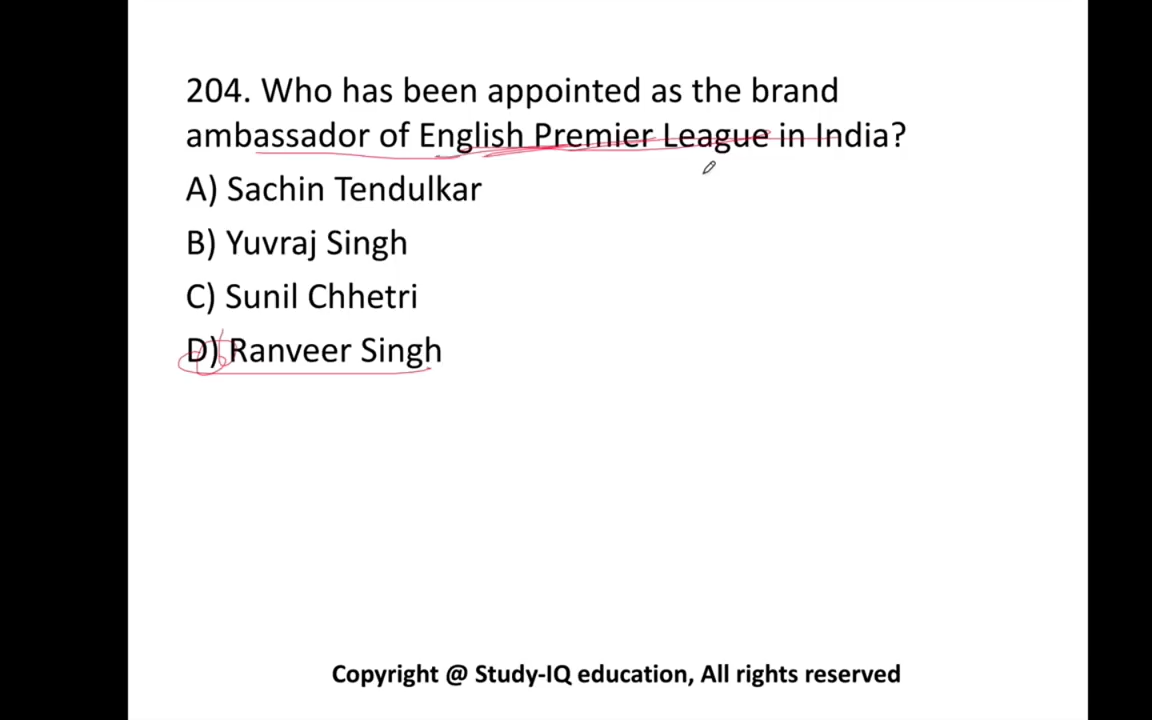 204. Who has been appointed as the brand
ambassador of English Premier League in India?
A) Sachin Tendulkar
B) Yuvraj Singh
C) Sunil Chhetri
D) Ranveer Singh
Copyright @ Study-IQ education, All rights reserved